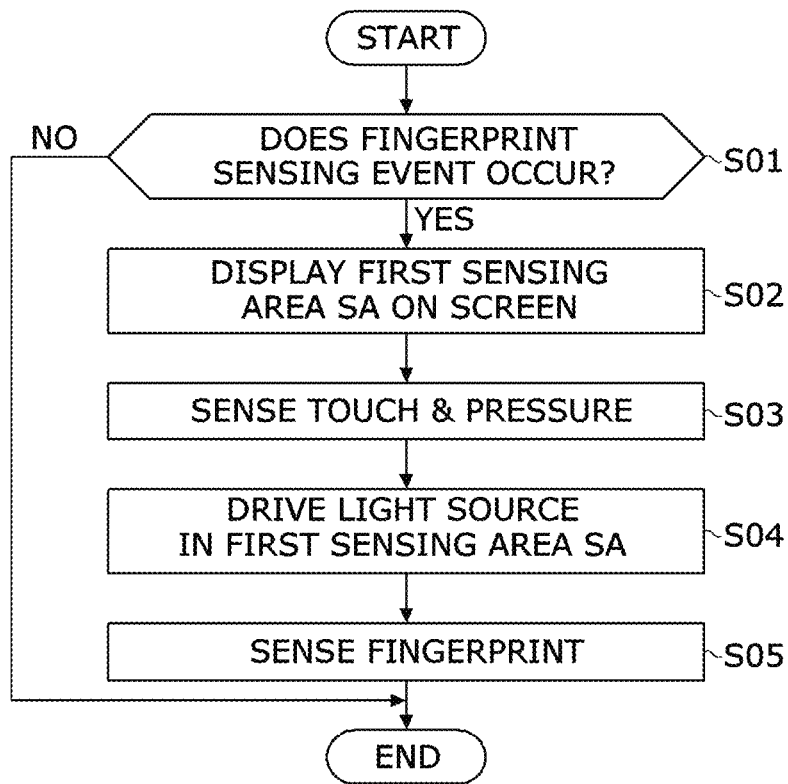 START
NO
DOES FINGERPRINT
SENSING EVENT OCCUR?
S01
YES
DISPLAY FIRST SENSING
AREA SA ON SCREEN
S02
SENSE TOUCH & PRESSURE
S03
DRIVE LIGHT SOURCE
IN FIRST SENSING AREA SA
S04
SENSE FINGERPRINT
S05
END